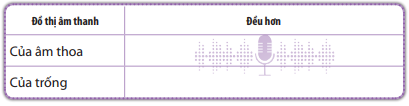 Đồ thị âm thanh Đều hơn
Của âm thoa
Của trống